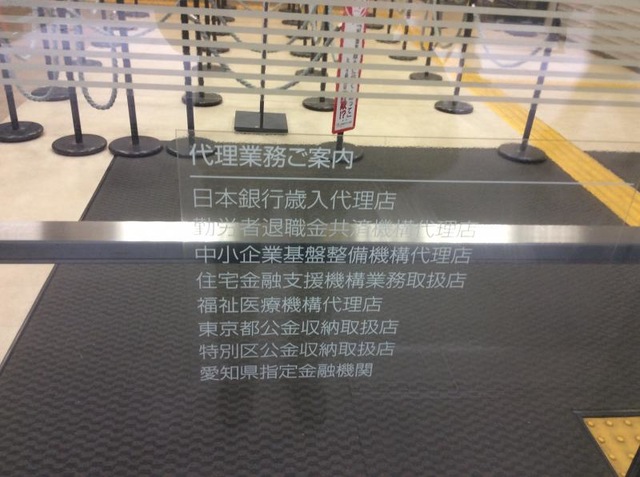 代理業務ご案内
日本銀行歳入代理店
勤労者退職金共済機構代理店
中小企業基盤整備機構代理店
住宅金融支援機構業務取扱店
福祉医療機構代理店
東京都公金収納取扱店
特別区公金収納取扱店
愛知県指定金融機関